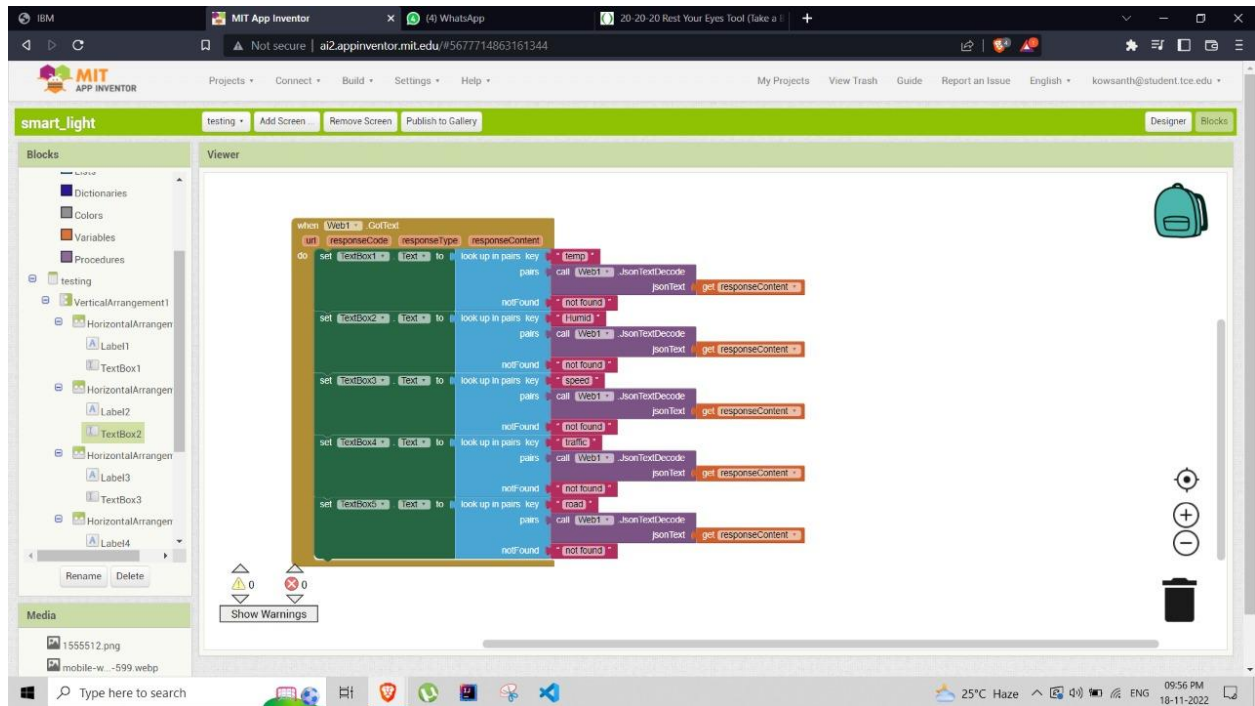 IBM
MIT App Inventor
(4) WhatsApp
20-20-20 Rest Your Eyes Tool (Take a
Not secure | ai2.appinventor.mit.edu/#5677714863161344
MIT
APP INVENTOR
Projects Connect Build Settings Help My Projects View Trash Guide Report an Issue English kowsanth@student.tce.edu
smart_light
testing Add Screen ... Remove Screen Publish to Gallery Designer Blocks
Blocks
Viewer
Lists
Dictionaries
Colors
Variables
Procedures
testing
VerticalArrangement1
HorizontalArrangem
Label1
TextBox1
HorizontalArrangem
Label2
TextBox2
HorizontalArrangem
Label3
TextBox3
HorizontalArrangem
Label4
Rename Delete
Media
1555512.png
mobile-w...-599.webp
when Web1 .GotText
url responseCode responseType responseContent
do set TextBox1 . Text to look up in pairs key " temp "
pairs call Web1 .JsonTextDecode
jsonText get responseContent
notFound " not found "
set TextBox2 . Text to look up in pairs key " Humid "
pairs call Web1 .JsonTextDecode
jsonText get responseContent
notFound " not found "
set TextBox3 . Text to look up in pairs key " speed "
pairs call Web1 .JsonTextDecode
jsonText get responseContent
notFound " not found "
set TextBox4 . Text to look up in pairs key " traffic "
pairs call Web1 .JsonTextDecode
jsonText get responseContent
notFound " not found "
set TextBox5 . Text to look up in pairs key " road "
pairs call Web1 .JsonTextDecode
jsonText get responseContent
notFound " not found "
0 0
Show Warnings
Type here to search
25°C Haze ENG 09:56 PM
18-11-2022